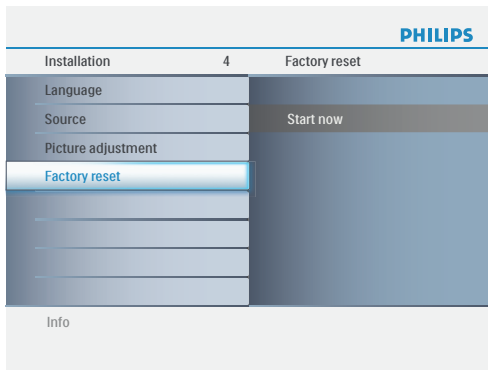 PHILIPS
Installation 4 Factory reset
Language
Source Start now
Picture adjustment
Factory reset
Info